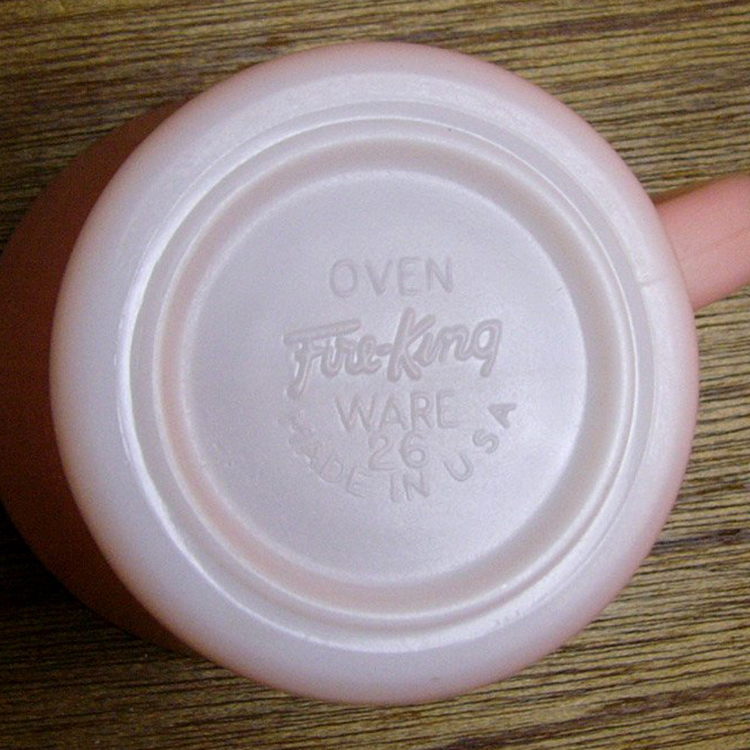 OVEN
Fire-King
WARE
26
MADE IN USA